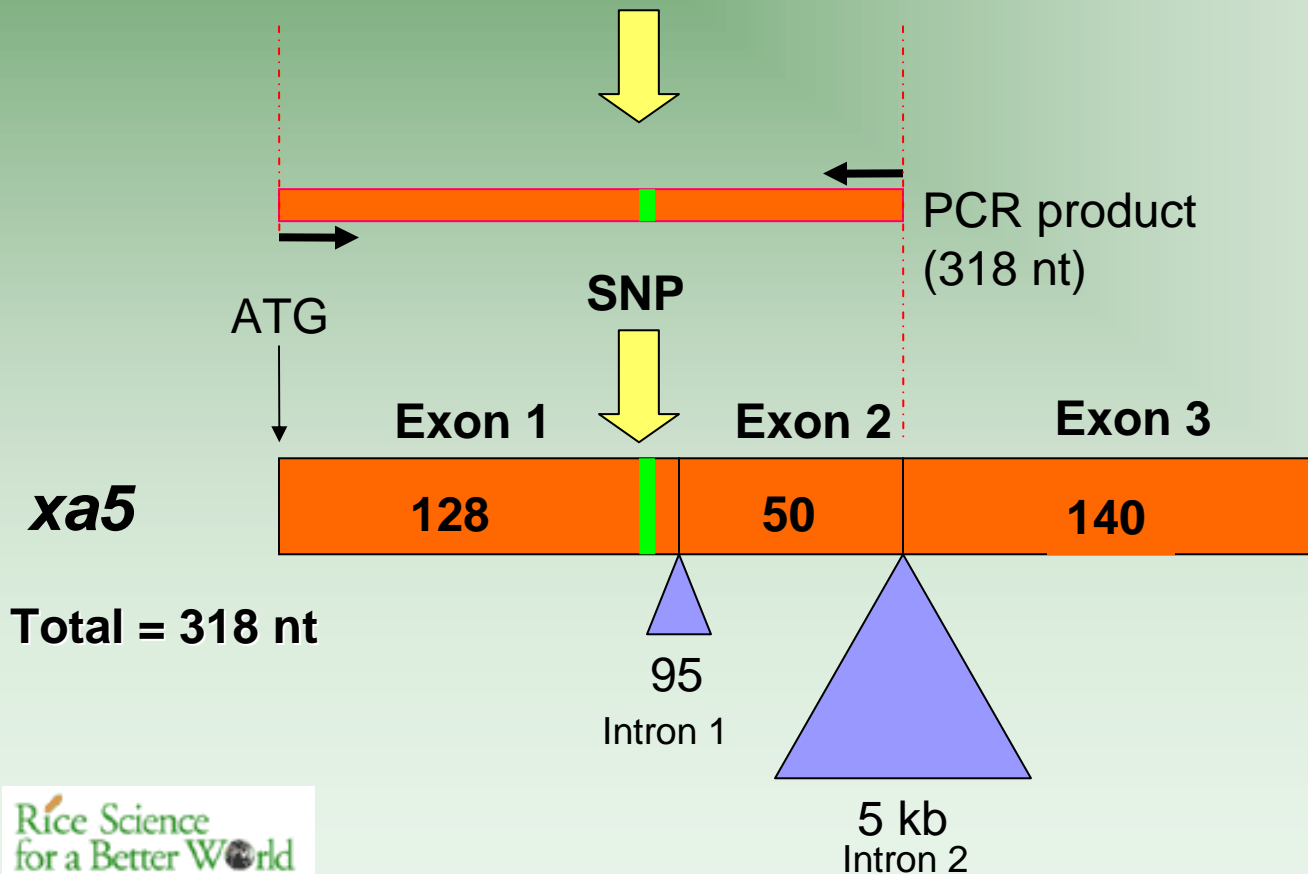 PCR product
(318 nt)
SNP
ATG
Exon 1
Exon 2
Exon 3
xa5
128
50
140
Total = 318 nt
95
Intron 1
5 kb
Intron 2
Rice Science
for a Better World